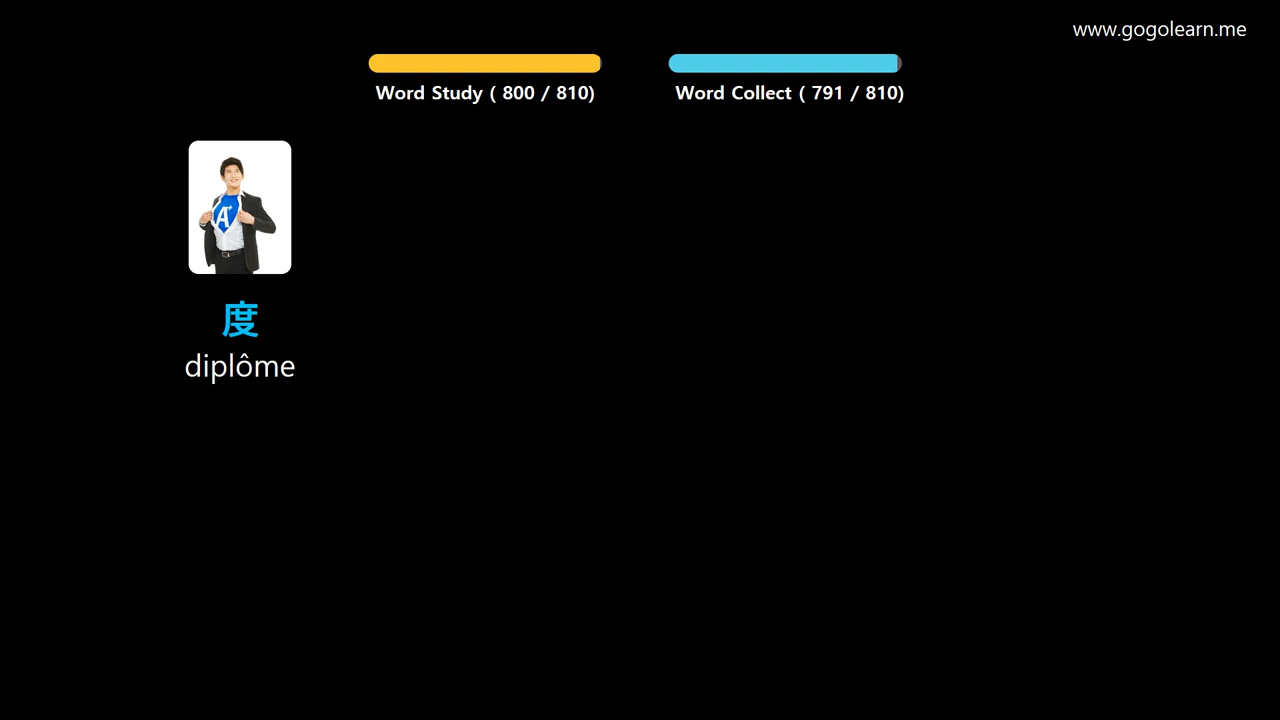 www.gogolearn.me
Word Study ( 800 / 810)
Word Collect ( 791 / 810)
A+
度
diplôme